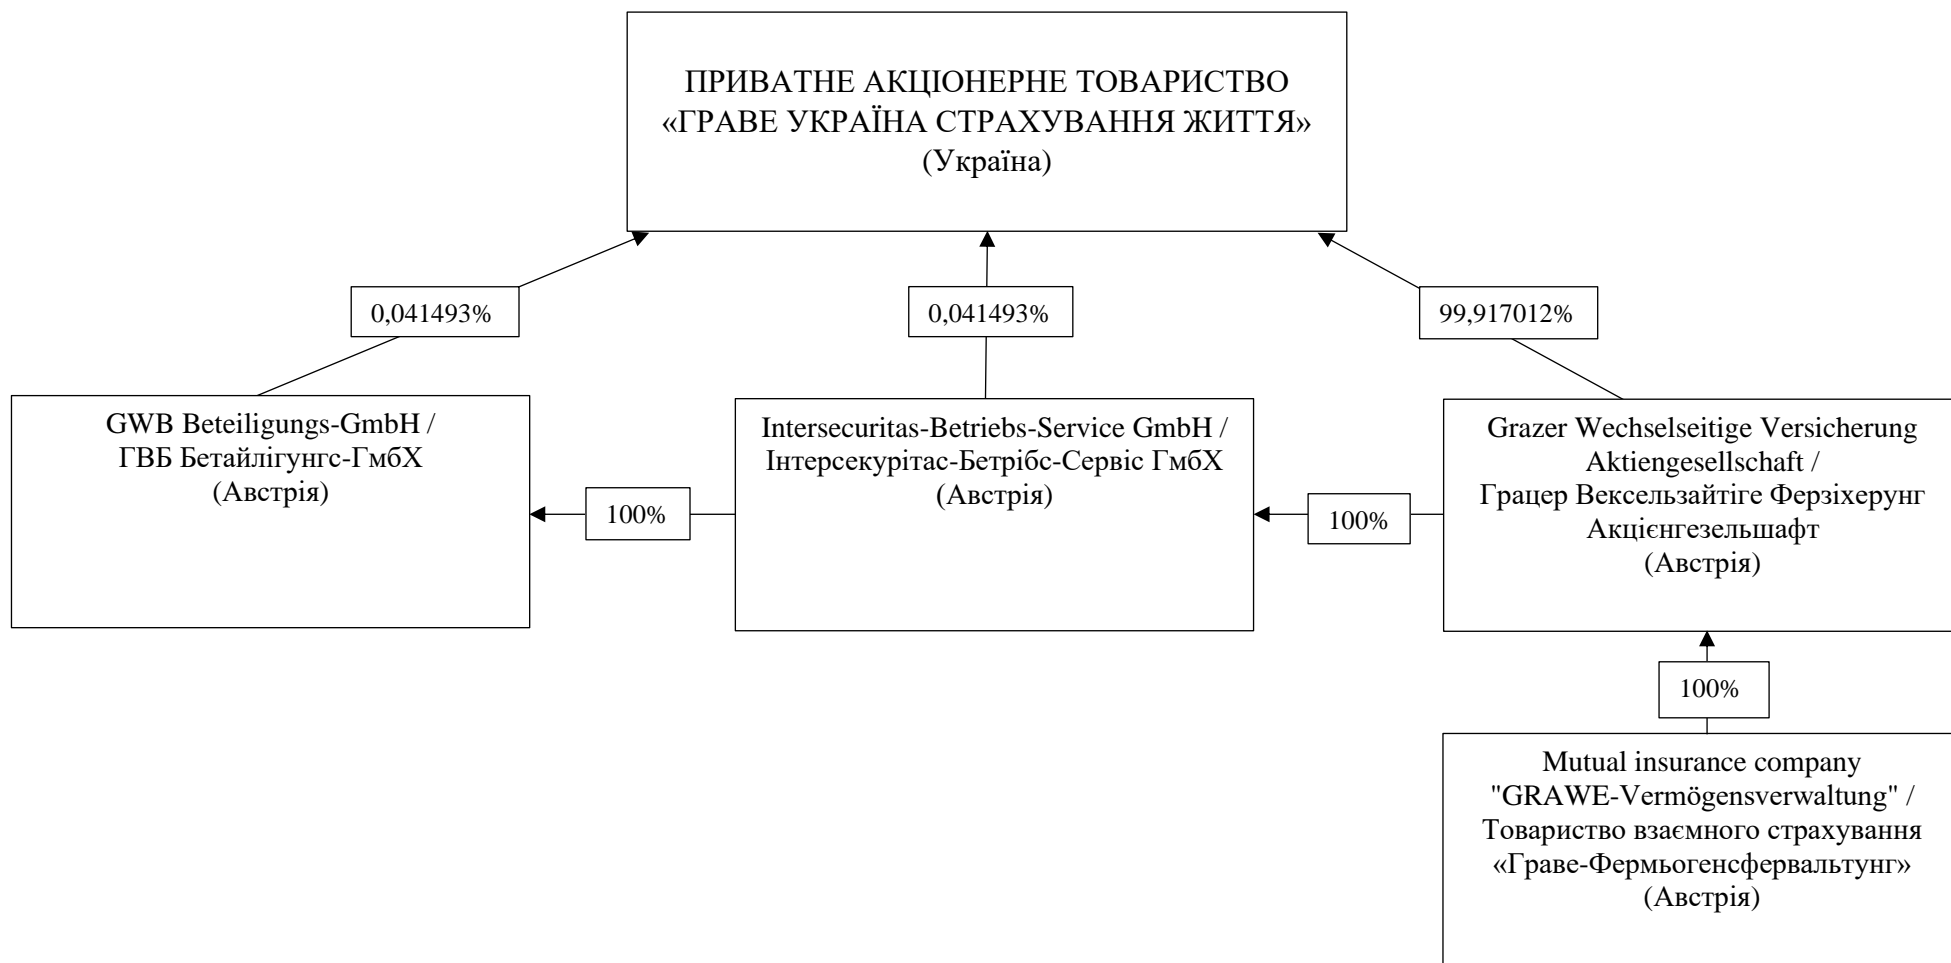 ПРИВАТНЕ АКЦІОНЕРНЕ ТОВАРИСТВО
«ГРАВЕ УКРАЇНА СТРАХУВАННЯ ЖИТТЯ»
(Україна)
0,041493%
0,041493%
99,917012%
GWB Beteiligungs-GmbH /
ГВБ Бетайлігунгс-ГмбХ
(Австрія)
100%
Intersecuritas-Betriebs-Service GmbH /
Інтерсекурітас-Бетрібс-Сервіс ГмбХ
(Австрія)
100%
Grazer Wechselseitige Versicherung
Aktiengesellschaft /
Грацер Вексельзайтіге Ферзіхерунг
Акцієнгезельшафт
(Австрія)
100%
Mutual insurance company
"GRAWE-Vermögensverwaltung" /
Товариство взаємного страхування
«Граве-Фермьогенсфервальтунг»
(Австрія)